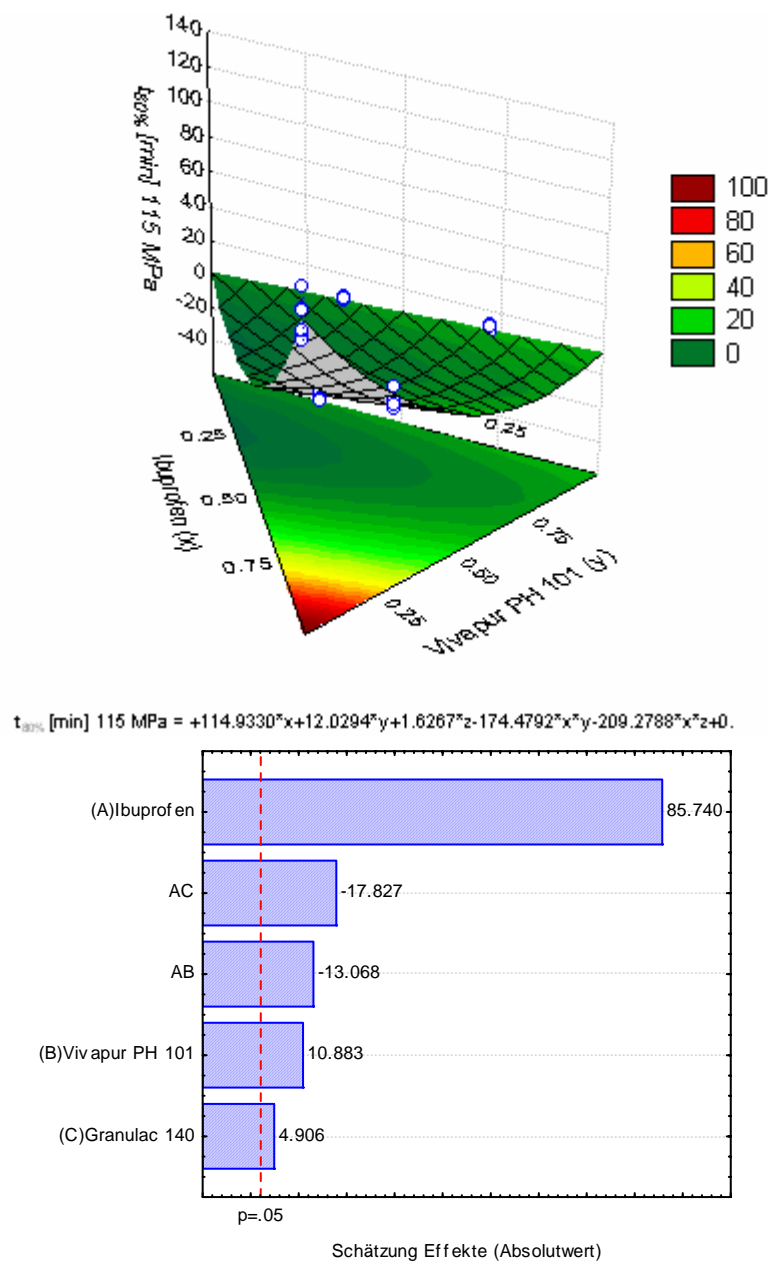 140
120
100
80
60
40
20
0
-20
-40
t80% [min] 115 MPa
100
80
60
40
20
0
0.25
0.25
0.50
0.75
Ibuprofen (x)
0.75
0.50
0.25
Vivapur PH 101 (y)
t80% [min] 115 MPa = +114.9330*x+12.0294*y+1.6267*z-174.4792*x*y-209.2788*x*z+0.
(A)Ibuprofen
85.740
AC
-17.827
AB
-13.068
(B)Vivapur PH 101
10.883
(C)Granulac 140
4.906
p=.05
Schätzung Effekte (Absolutwert)